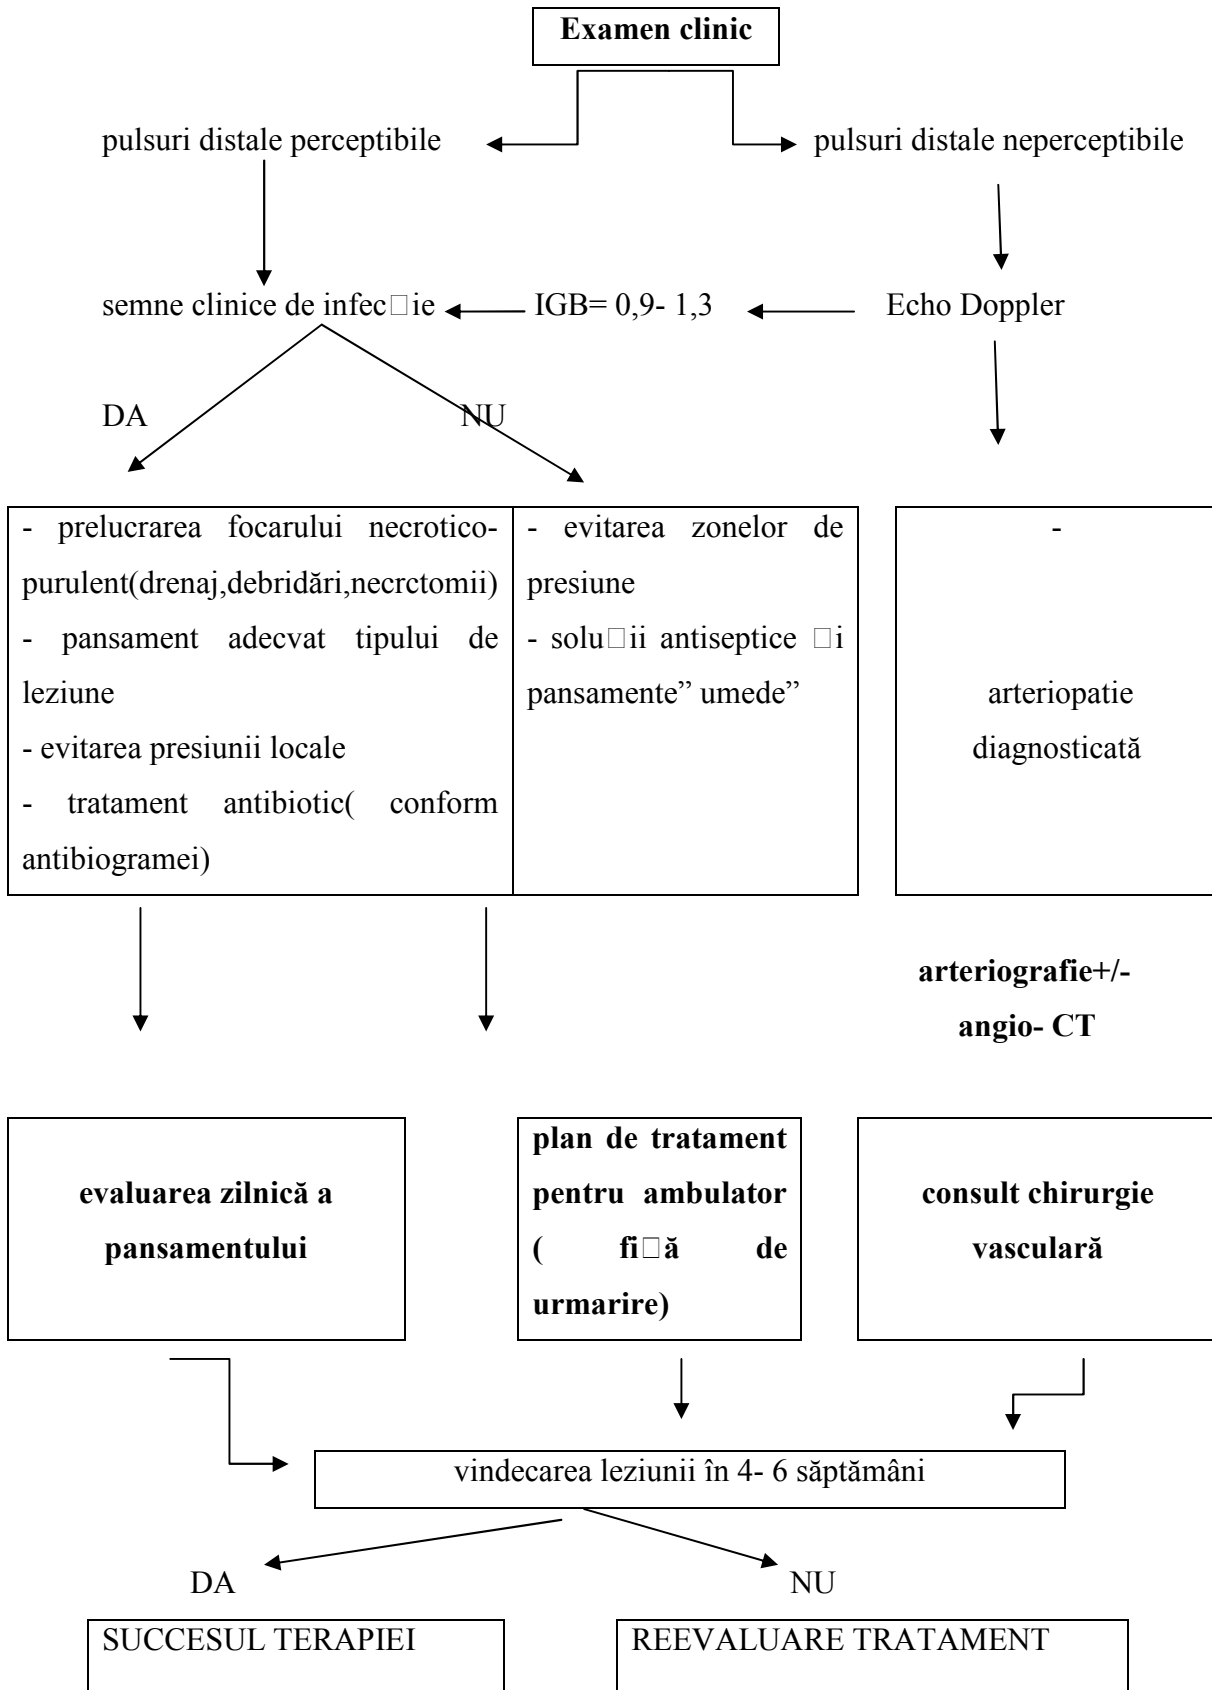 Examen clinic
pulsuri distale perceptibile
pulsuri distale neperceptibile
semne clinice de infec□ie
IGB= 0,9- 1,3
Echo Doppler
DA
NU
- prelucrarea focarului necrotico-
purulent(drenaj,debridări,necrctomii)
- pansament adecvat tipului de
leziune
- evitarea presiunii locale
- tratament antibiotic( conform
antibiogramei)
- evitarea zonelor de
presiune
- solu□ii antiseptice □i
pansamente” umede”
-
arteriopatie
diagnosticată
arteriografie+/-
angio- CT
evaluarea zilnică a
pansamentului
plan de tratament
pentru ambulator
( fi□ă de
urmarire)
consult chirurgie
vasculară
vindecarea leziunii în 4- 6 săptămâni
DA
NU
SUCCESUL TERAPIEI
REEVALUARE TRATAMENT